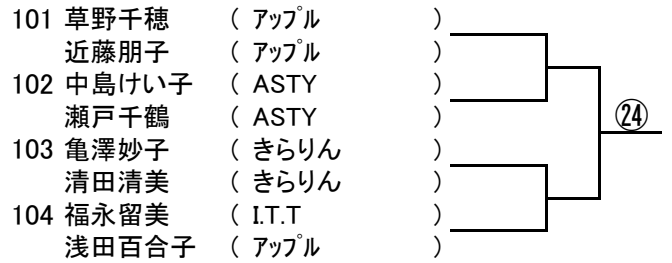 101 草野千穂 ( アップル )
近藤朋子 ( アップル )
102 中島けい子 ( ASTY )
瀬戸千鶴 ( ASTY )
㉔
103 亀澤妙子 ( きらりん )
清田清美 ( きらりん )
104 福永留美 ( I.T.T )
浅田百合子 ( アップル )